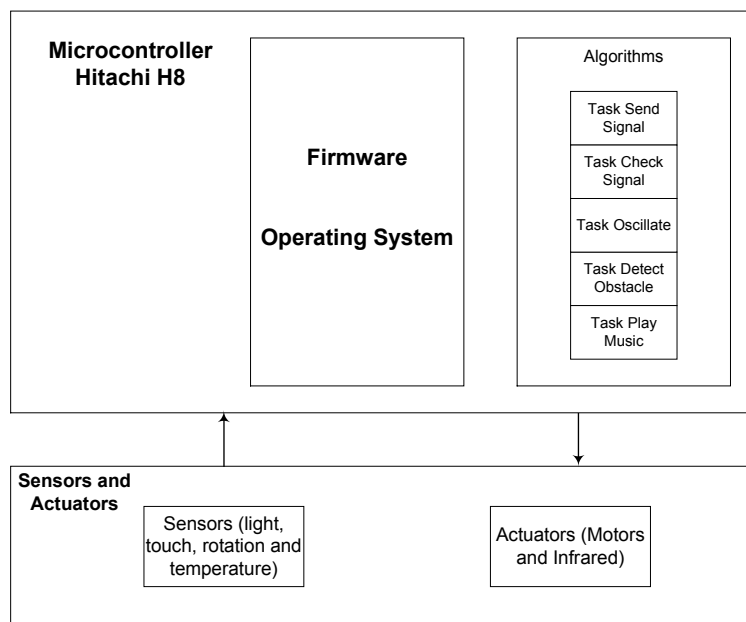 Microcontroller
Hitachi H8
Firmware
Operating System
Algorithms
Task Send
Signal
Task Check
Signal
Task Oscillate
Task Detect
Obstacle
Task Play
Music
Sensors and
Actuators
Sensors (light,
touch, rotation and
temperature)
Actuators (Motors
and Infrared)